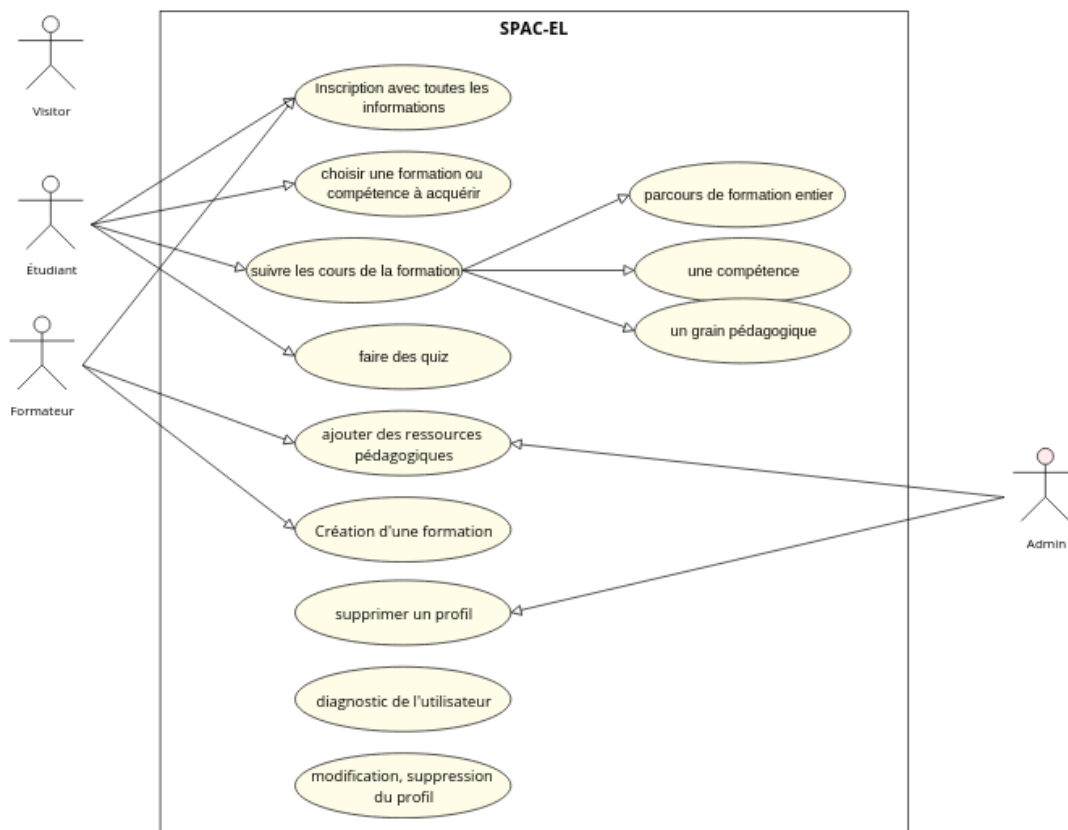 SPAC-EL
Visitor
Inscription avec toutes les
informations
choisir une formation ou
compétence à acquérir
parcours de formation entier
Étudiant
suivre les cours de la formation
une compétence
un grain pédagogique
faire des quiz
Formateur
ajouter des ressources
pédagogiques
Création d'une formation
Admin
supprimer un profil
diagnostic de l'utilisateur
modification, suppression
du profil